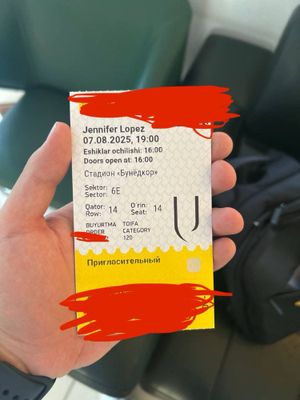 Jennifer Lopez
07.08.2025, 19:00
Eshiklar ochilishi: 16:00
Doors open at: 16:00
Стадион «Бунёдкор»
Sektor:
Sector: 6E
Qator: O'rin:
Row: 14 Seat: 14
BUYURTMA TOIFA
ORDER CATEGORY
120
Пригласительный